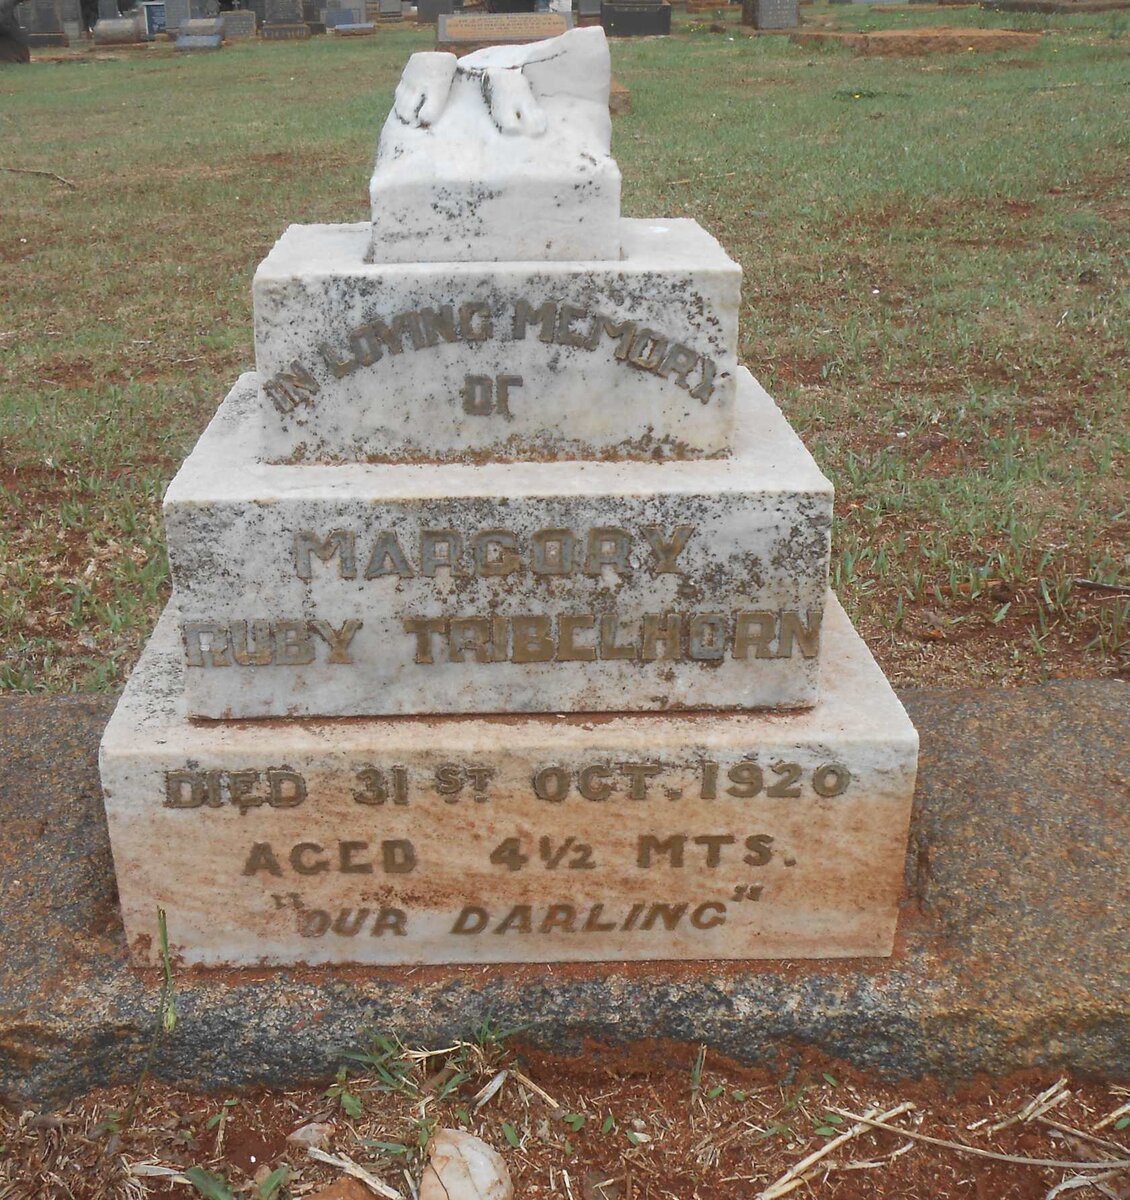 IN LOVING MEMORY
OF
MARGORY
RUBY TRIBELHORN
DIED 31ST OCT. 1920
AGED 4½ MTS.
"OUR DARLING"